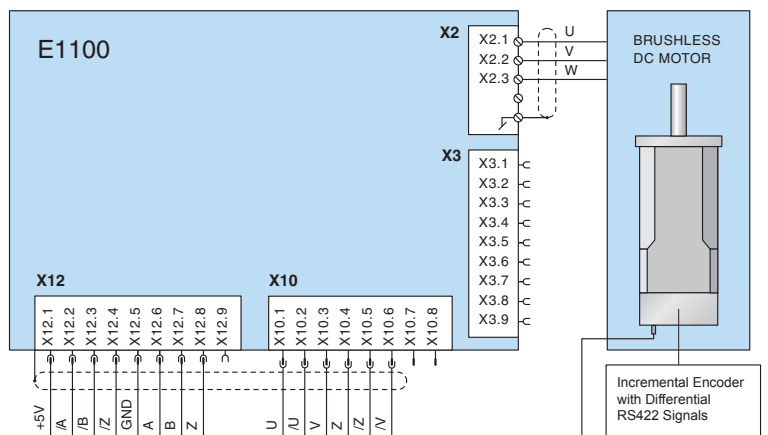 E1100
X2
X2.1
X2.2
X2.3
U
V
W
BRUSHLESS
DC MOTOR
X3
X3.1
X3.2
X3.3
X3.4
X3.5
X3.6
X3.7
X3.8
X3.9
X12
X12.1
X12.2
X12.3
X12.4
X12.5
X12.6
X12.7
X12.8
X12.9
X10
X10.1
X10.2
X10.3
X10.4
X10.5
X10.6
X10.7
X10.8
+5V
/A
/B
/Z
GND
A
B
Z
U
/U
V
Z
/Z
/V
Incremental Encoder
with Differential
RS422 Signals